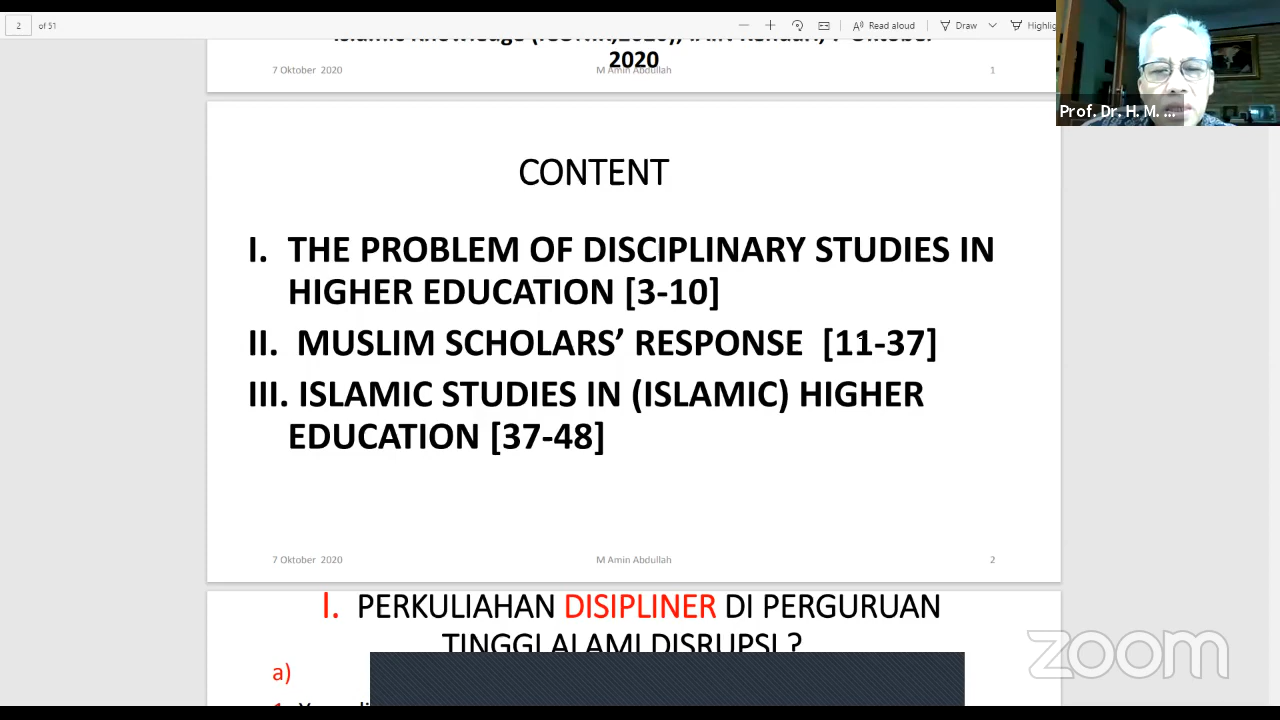 2 of 51
Read aloud
Draw
2020
7 Oktober 2020 M Amin Abdullah 1
Prof. Dr. H. M. ...
CONTENT
I. THE PROBLEM OF DISCIPLINARY STUDIES IN
HIGHER EDUCATION [3-10]
II. MUSLIM SCHOLARS’ RESPONSE [11-37]
III. ISLAMIC STUDIES IN (ISLAMIC) HIGHER
EDUCATION [37-48]
7 Oktober 2020 M Amin Abdullah 2
I. PERKULIAHAN DISIPLINER DI PERGURUAN
TINGGI ALAMI DISRUPSI ?
a)
zoom